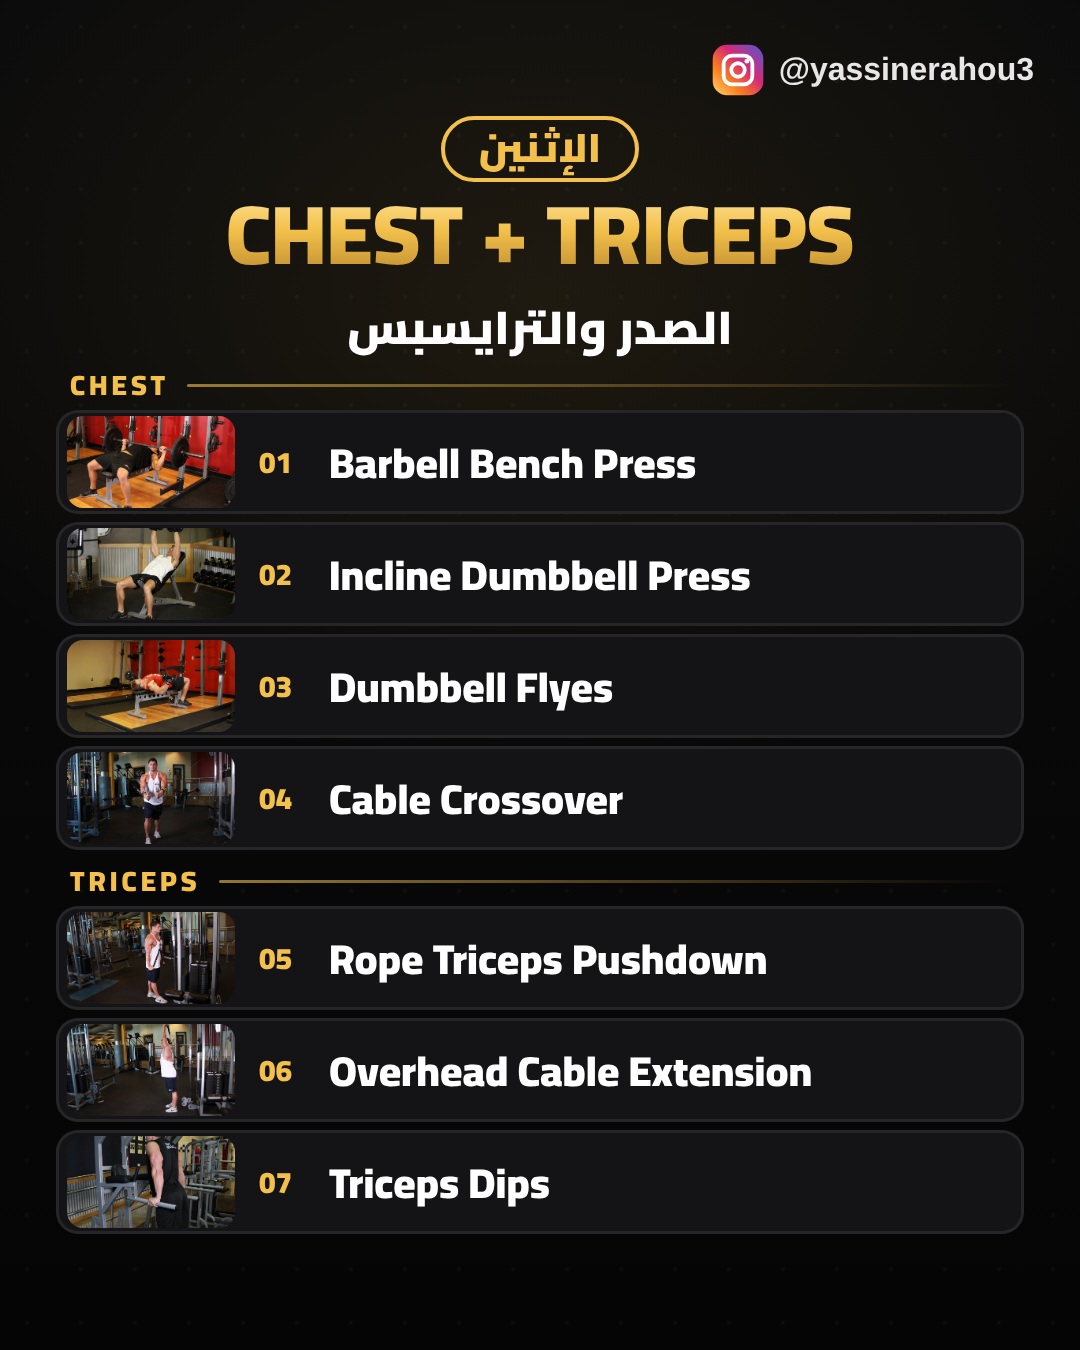 @yassinerahou3
الإثنين
CHEST + TRICEPS
الصدر والترايسبس
CHEST
01 Barbell Bench Press
02 Incline Dumbbell Press
03 Dumbbell Flyes
04 Cable Crossover
TRICEPS
05 Rope Triceps Pushdown
06 Overhead Cable Extension
07 Triceps Dips